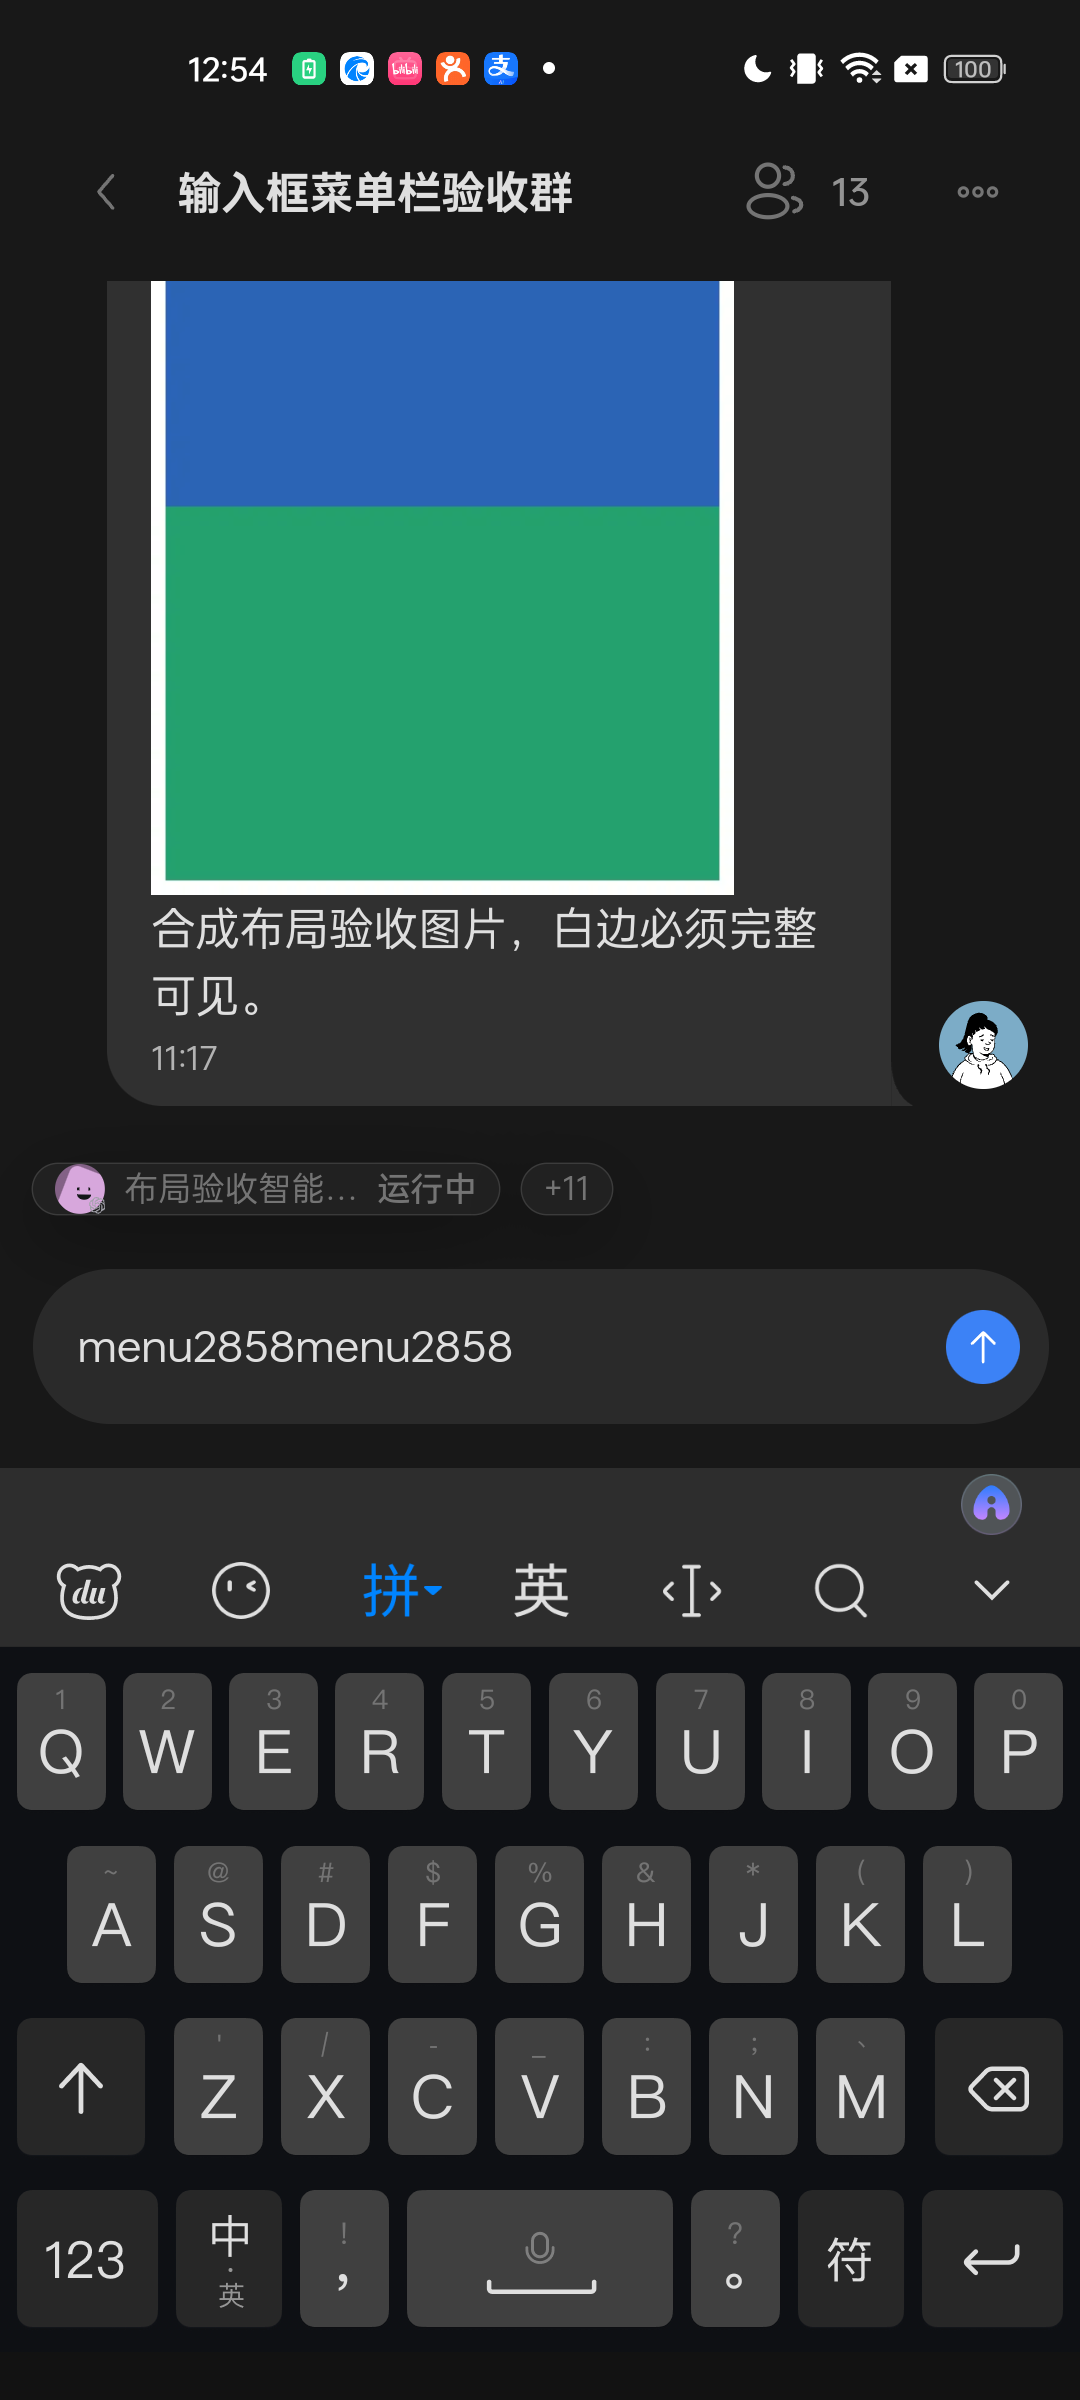 12:54
100
输入框菜单栏验收群
13
合成布局验收图片，白边必须完整
可见。
11:17
布局验收智能... 运行中
+11
menu2858menu2858
du 拼 英
1 2 3 4 5 6 7 8 9 0
Q W E R T Y U I O P
~ @ # $ % & * ( )
A S D F G H J K L
' / - _ : ; 、
Z X C V B N M
123 中·英 ！， ？。 符